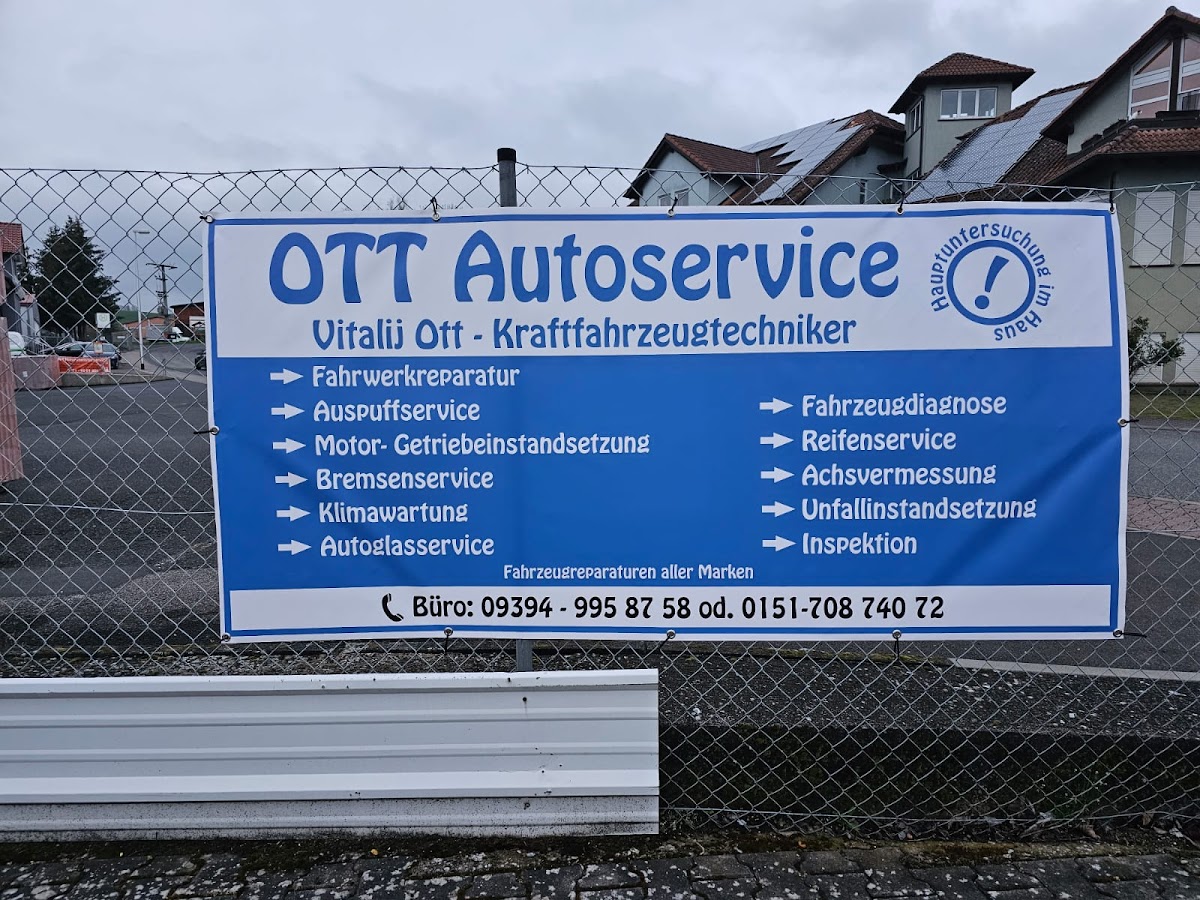 OTT Autoservice
Vitalij Ott - Kraftfahrzeugtechniker
Hauptuntersuchung im Haus
!
Fahrwerkreparatur
Auspuffservice
Motor- Getriebeinstandsetzung
Bremsenservice
Klimawartung
Autoglasservice
Fahrzeugdiagnose
Reifenservice
Achsvermessung
Unfallinstandsetzung
Inspektion
Fahrzeugreparaturen aller Marken
Büro: 09394 - 995 87 58 od. 0151-708 740 72